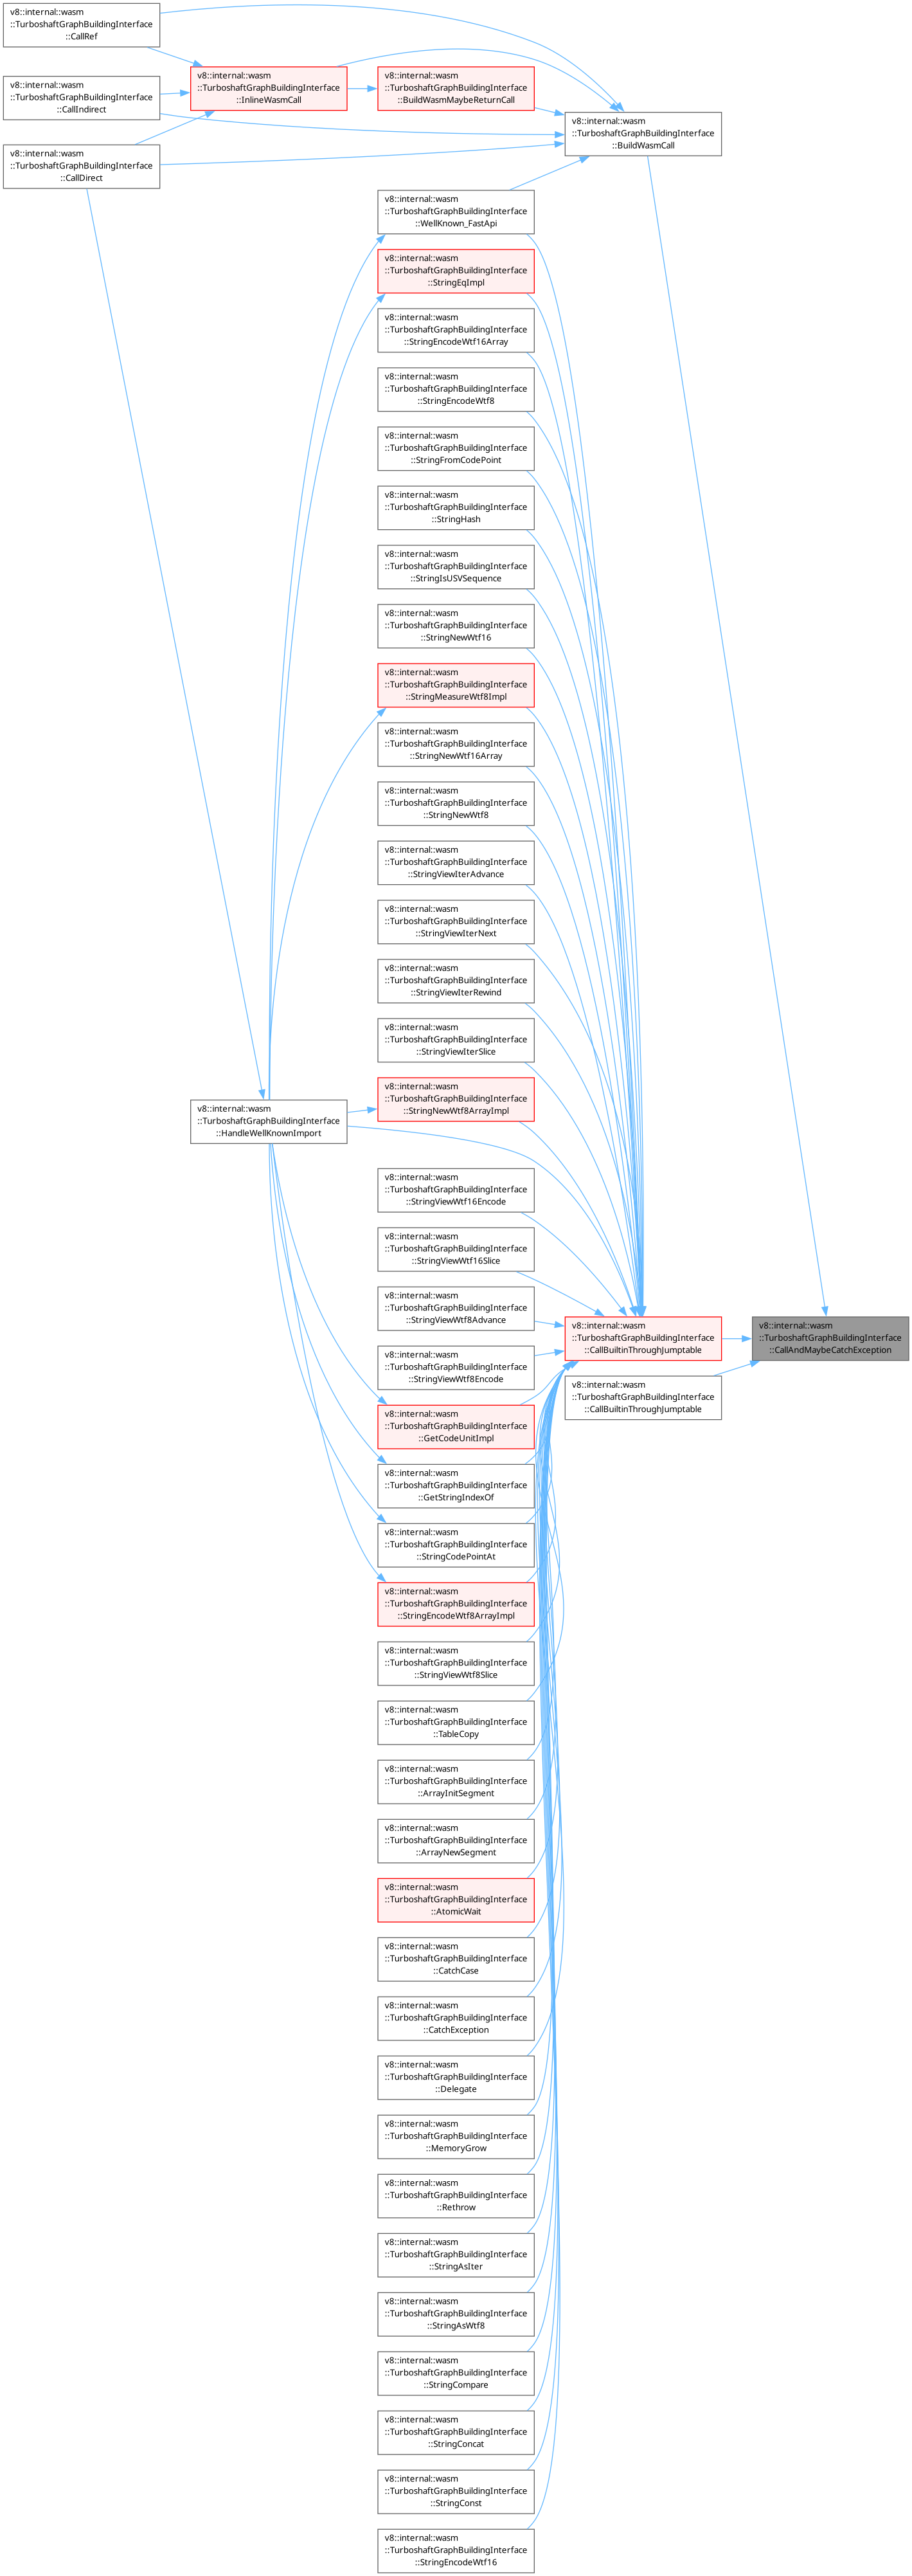 v8::internal::wasm
::TurboshaftGraphBuildingInterface
::CallRef
v8::internal::wasm
::TurboshaftGraphBuildingInterface
::InlineWasmCall
v8::internal::wasm
::TurboshaftGraphBuildingInterface
::BuildWasmMaybeReturnCall
v8::internal::wasm
::TurboshaftGraphBuildingInterface
::CallIndirect
v8::internal::wasm
::TurboshaftGraphBuildingInterface
::BuildWasmCall
v8::internal::wasm
::TurboshaftGraphBuildingInterface
::CallDirect
v8::internal::wasm
::TurboshaftGraphBuildingInterface
::WellKnown_FastApi
v8::internal::wasm
::TurboshaftGraphBuildingInterface
::StringEqImpl
v8::internal::wasm
::TurboshaftGraphBuildingInterface
::StringEncodeWtf16Array
v8::internal::wasm
::TurboshaftGraphBuildingInterface
::StringEncodeWtf8
v8::internal::wasm
::TurboshaftGraphBuildingInterface
::StringFromCodePoint
v8::internal::wasm
::TurboshaftGraphBuildingInterface
::StringHash
v8::internal::wasm
::TurboshaftGraphBuildingInterface
::StringIsUSVSequence
v8::internal::wasm
::TurboshaftGraphBuildingInterface
::StringNewWtf16
v8::internal::wasm
::TurboshaftGraphBuildingInterface
::StringMeasureWtf8Impl
v8::internal::wasm
::TurboshaftGraphBuildingInterface
::StringNewWtf16Array
v8::internal::wasm
::TurboshaftGraphBuildingInterface
::StringNewWtf8
v8::internal::wasm
::TurboshaftGraphBuildingInterface
::StringViewIterAdvance
v8::internal::wasm
::TurboshaftGraphBuildingInterface
::StringViewIterNext
v8::internal::wasm
::TurboshaftGraphBuildingInterface
::StringViewIterRewind
v8::internal::wasm
::TurboshaftGraphBuildingInterface
::StringViewIterSlice
v8::internal::wasm
::TurboshaftGraphBuildingInterface
::StringNewWtf8ArrayImpl
v8::internal::wasm
::TurboshaftGraphBuildingInterface
::HandleWellKnownImport
v8::internal::wasm
::TurboshaftGraphBuildingInterface
::StringViewWtf16Encode
v8::internal::wasm
::TurboshaftGraphBuildingInterface
::StringViewWtf16Slice
v8::internal::wasm
::TurboshaftGraphBuildingInterface
::StringViewWtf8Advance
v8::internal::wasm
::TurboshaftGraphBuildingInterface
::CallBuiltinThroughJumptable
v8::internal::wasm
::TurboshaftGraphBuildingInterface
::CallAndMaybeCatchException
v8::internal::wasm
::TurboshaftGraphBuildingInterface
::StringViewWtf8Encode
v8::internal::wasm
::TurboshaftGraphBuildingInterface
::CallBuiltinThroughJumptable
v8::internal::wasm
::TurboshaftGraphBuildingInterface
::GetCodeUnitImpl
v8::internal::wasm
::TurboshaftGraphBuildingInterface
::GetStringIndexOf
v8::internal::wasm
::TurboshaftGraphBuildingInterface
::StringCodePointAt
v8::internal::wasm
::TurboshaftGraphBuildingInterface
::StringEncodeWtf8ArrayImpl
v8::internal::wasm
::TurboshaftGraphBuildingInterface
::StringViewWtf8Slice
v8::internal::wasm
::TurboshaftGraphBuildingInterface
::TableCopy
v8::internal::wasm
::TurboshaftGraphBuildingInterface
::ArrayInitSegment
v8::internal::wasm
::TurboshaftGraphBuildingInterface
::ArrayNewSegment
v8::internal::wasm
::TurboshaftGraphBuildingInterface
::AtomicWait
v8::internal::wasm
::TurboshaftGraphBuildingInterface
::CatchCase
v8::internal::wasm
::TurboshaftGraphBuildingInterface
::CatchException
v8::internal::wasm
::TurboshaftGraphBuildingInterface
::Delegate
v8::internal::wasm
::TurboshaftGraphBuildingInterface
::MemoryGrow
v8::internal::wasm
::TurboshaftGraphBuildingInterface
::Rethrow
v8::internal::wasm
::TurboshaftGraphBuildingInterface
::StringAsIter
v8::internal::wasm
::TurboshaftGraphBuildingInterface
::StringAsWtf8
v8::internal::wasm
::TurboshaftGraphBuildingInterface
::StringCompare
v8::internal::wasm
::TurboshaftGraphBuildingInterface
::StringConcat
v8::internal::wasm
::TurboshaftGraphBuildingInterface
::StringConst
v8::internal::wasm
::TurboshaftGraphBuildingInterface
::StringEncodeWtf16